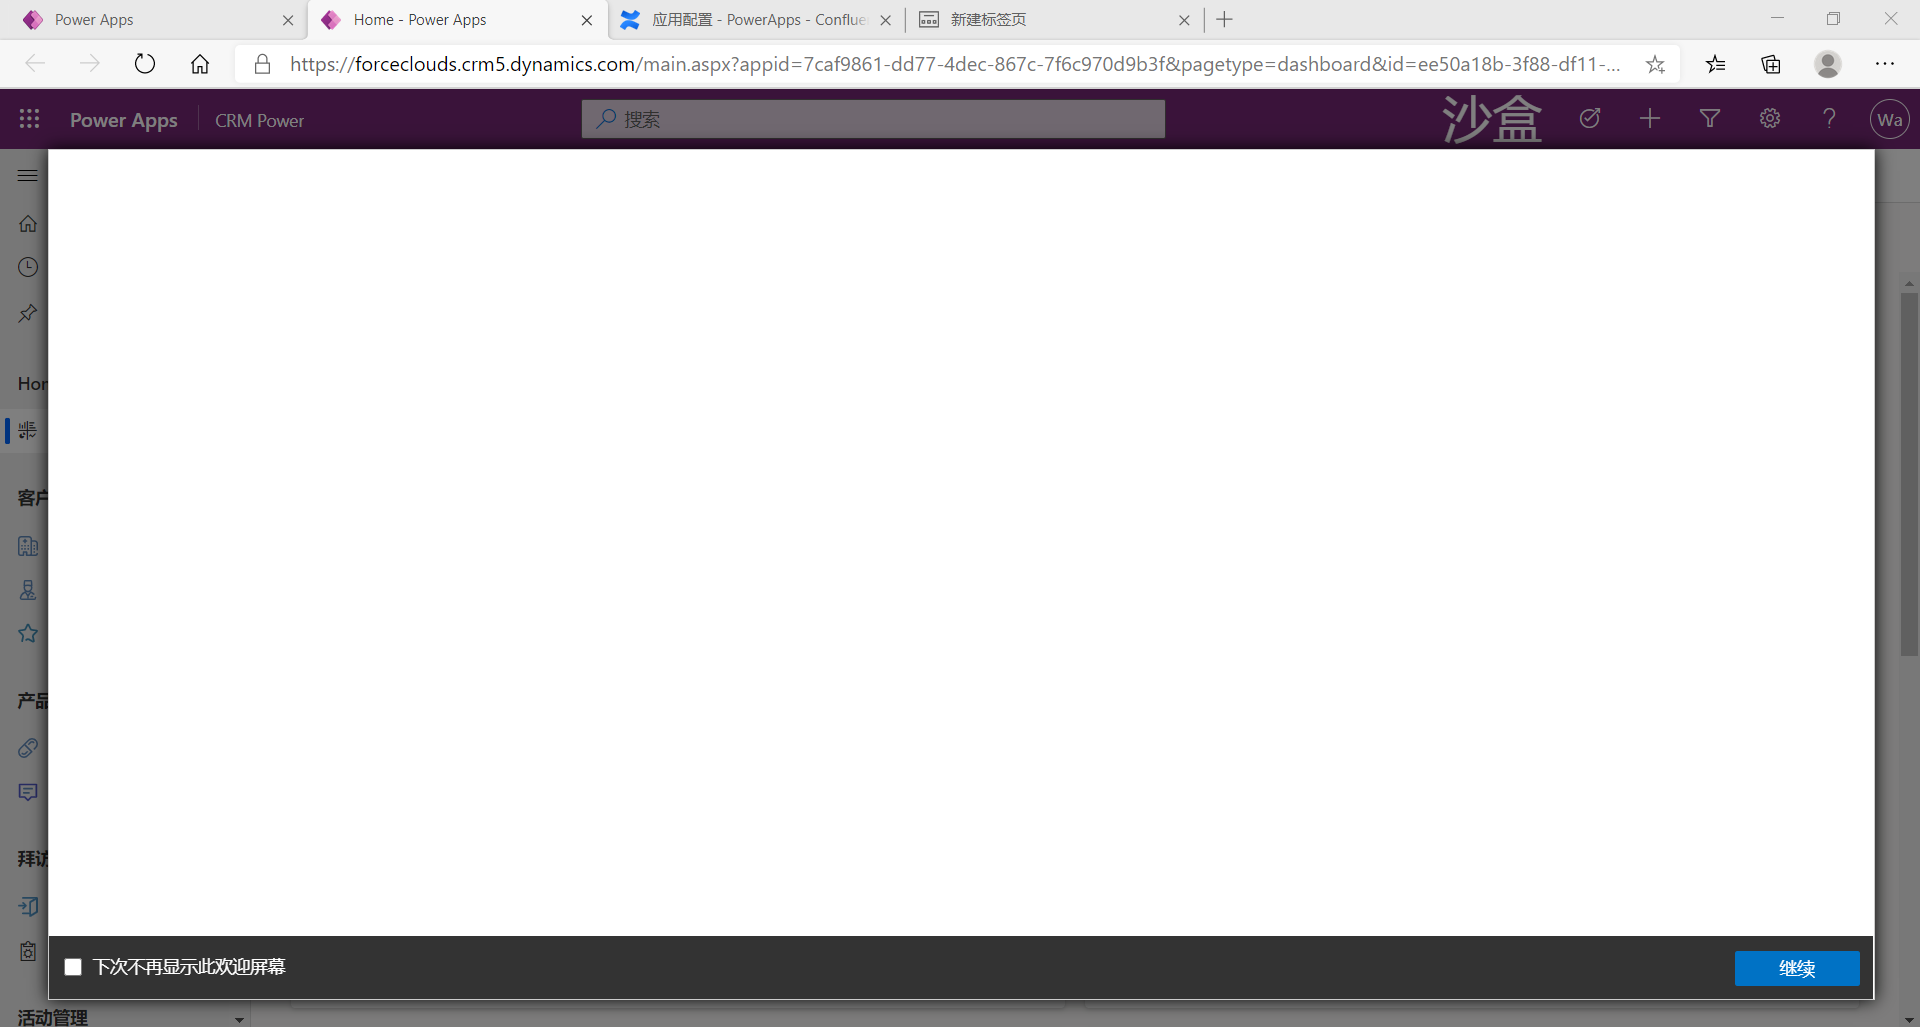 Power Apps
Home - Power Apps
应用配置 - PowerApps - Conflue
新建标签页
https://forceclouds.crm5.dynamics.com/main.aspx?appid=7caf9861-dd77-4dec-867c-7f6c970d9b3f&pagetype=dashboard&id=ee50a18b-3f88-df11-...
Power Apps
CRM Power
搜索
沙盒
Wa
Hor
客户
产品
拜访
下次不再显示此欢迎屏幕
继续
活动管理